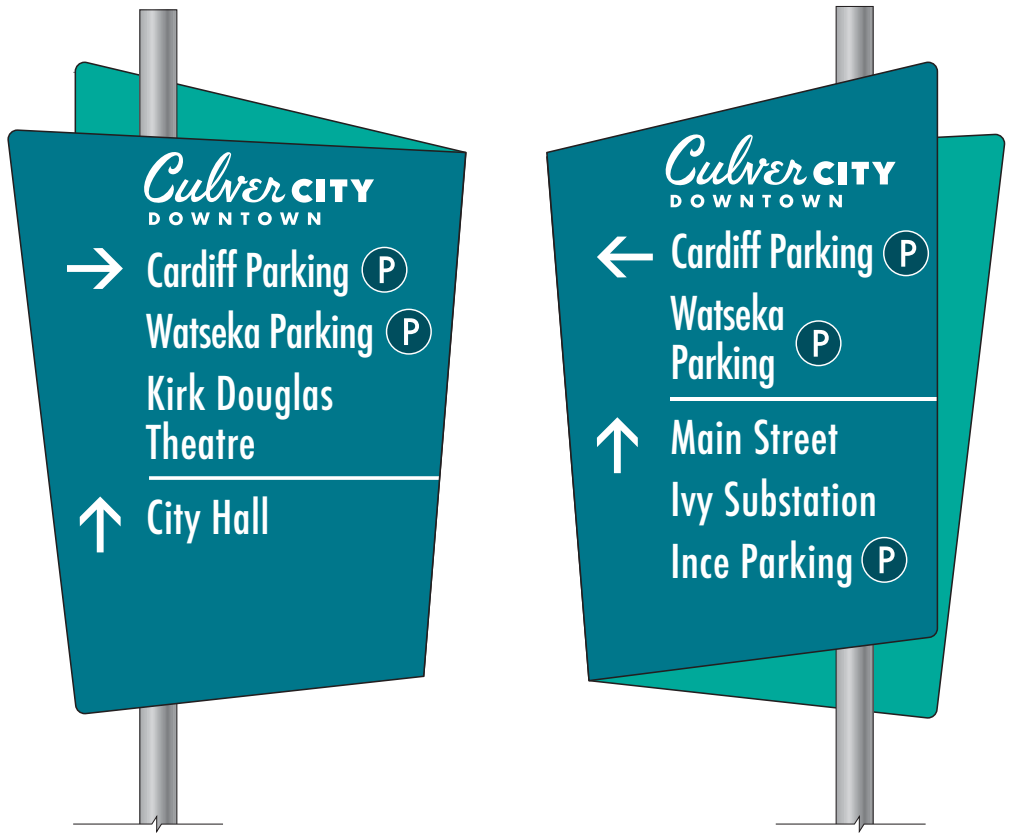 Culver CITY
DOWNTOWN
→ Cardiff Parking P
Watseka Parking P
Kirk Douglas
Theatre
↑ City Hall
Culver CITY
DOWNTOWN
← Cardiff Parking P
Watseka
Parking P
↑ Main Street
Ivy Substation
Ince Parking P